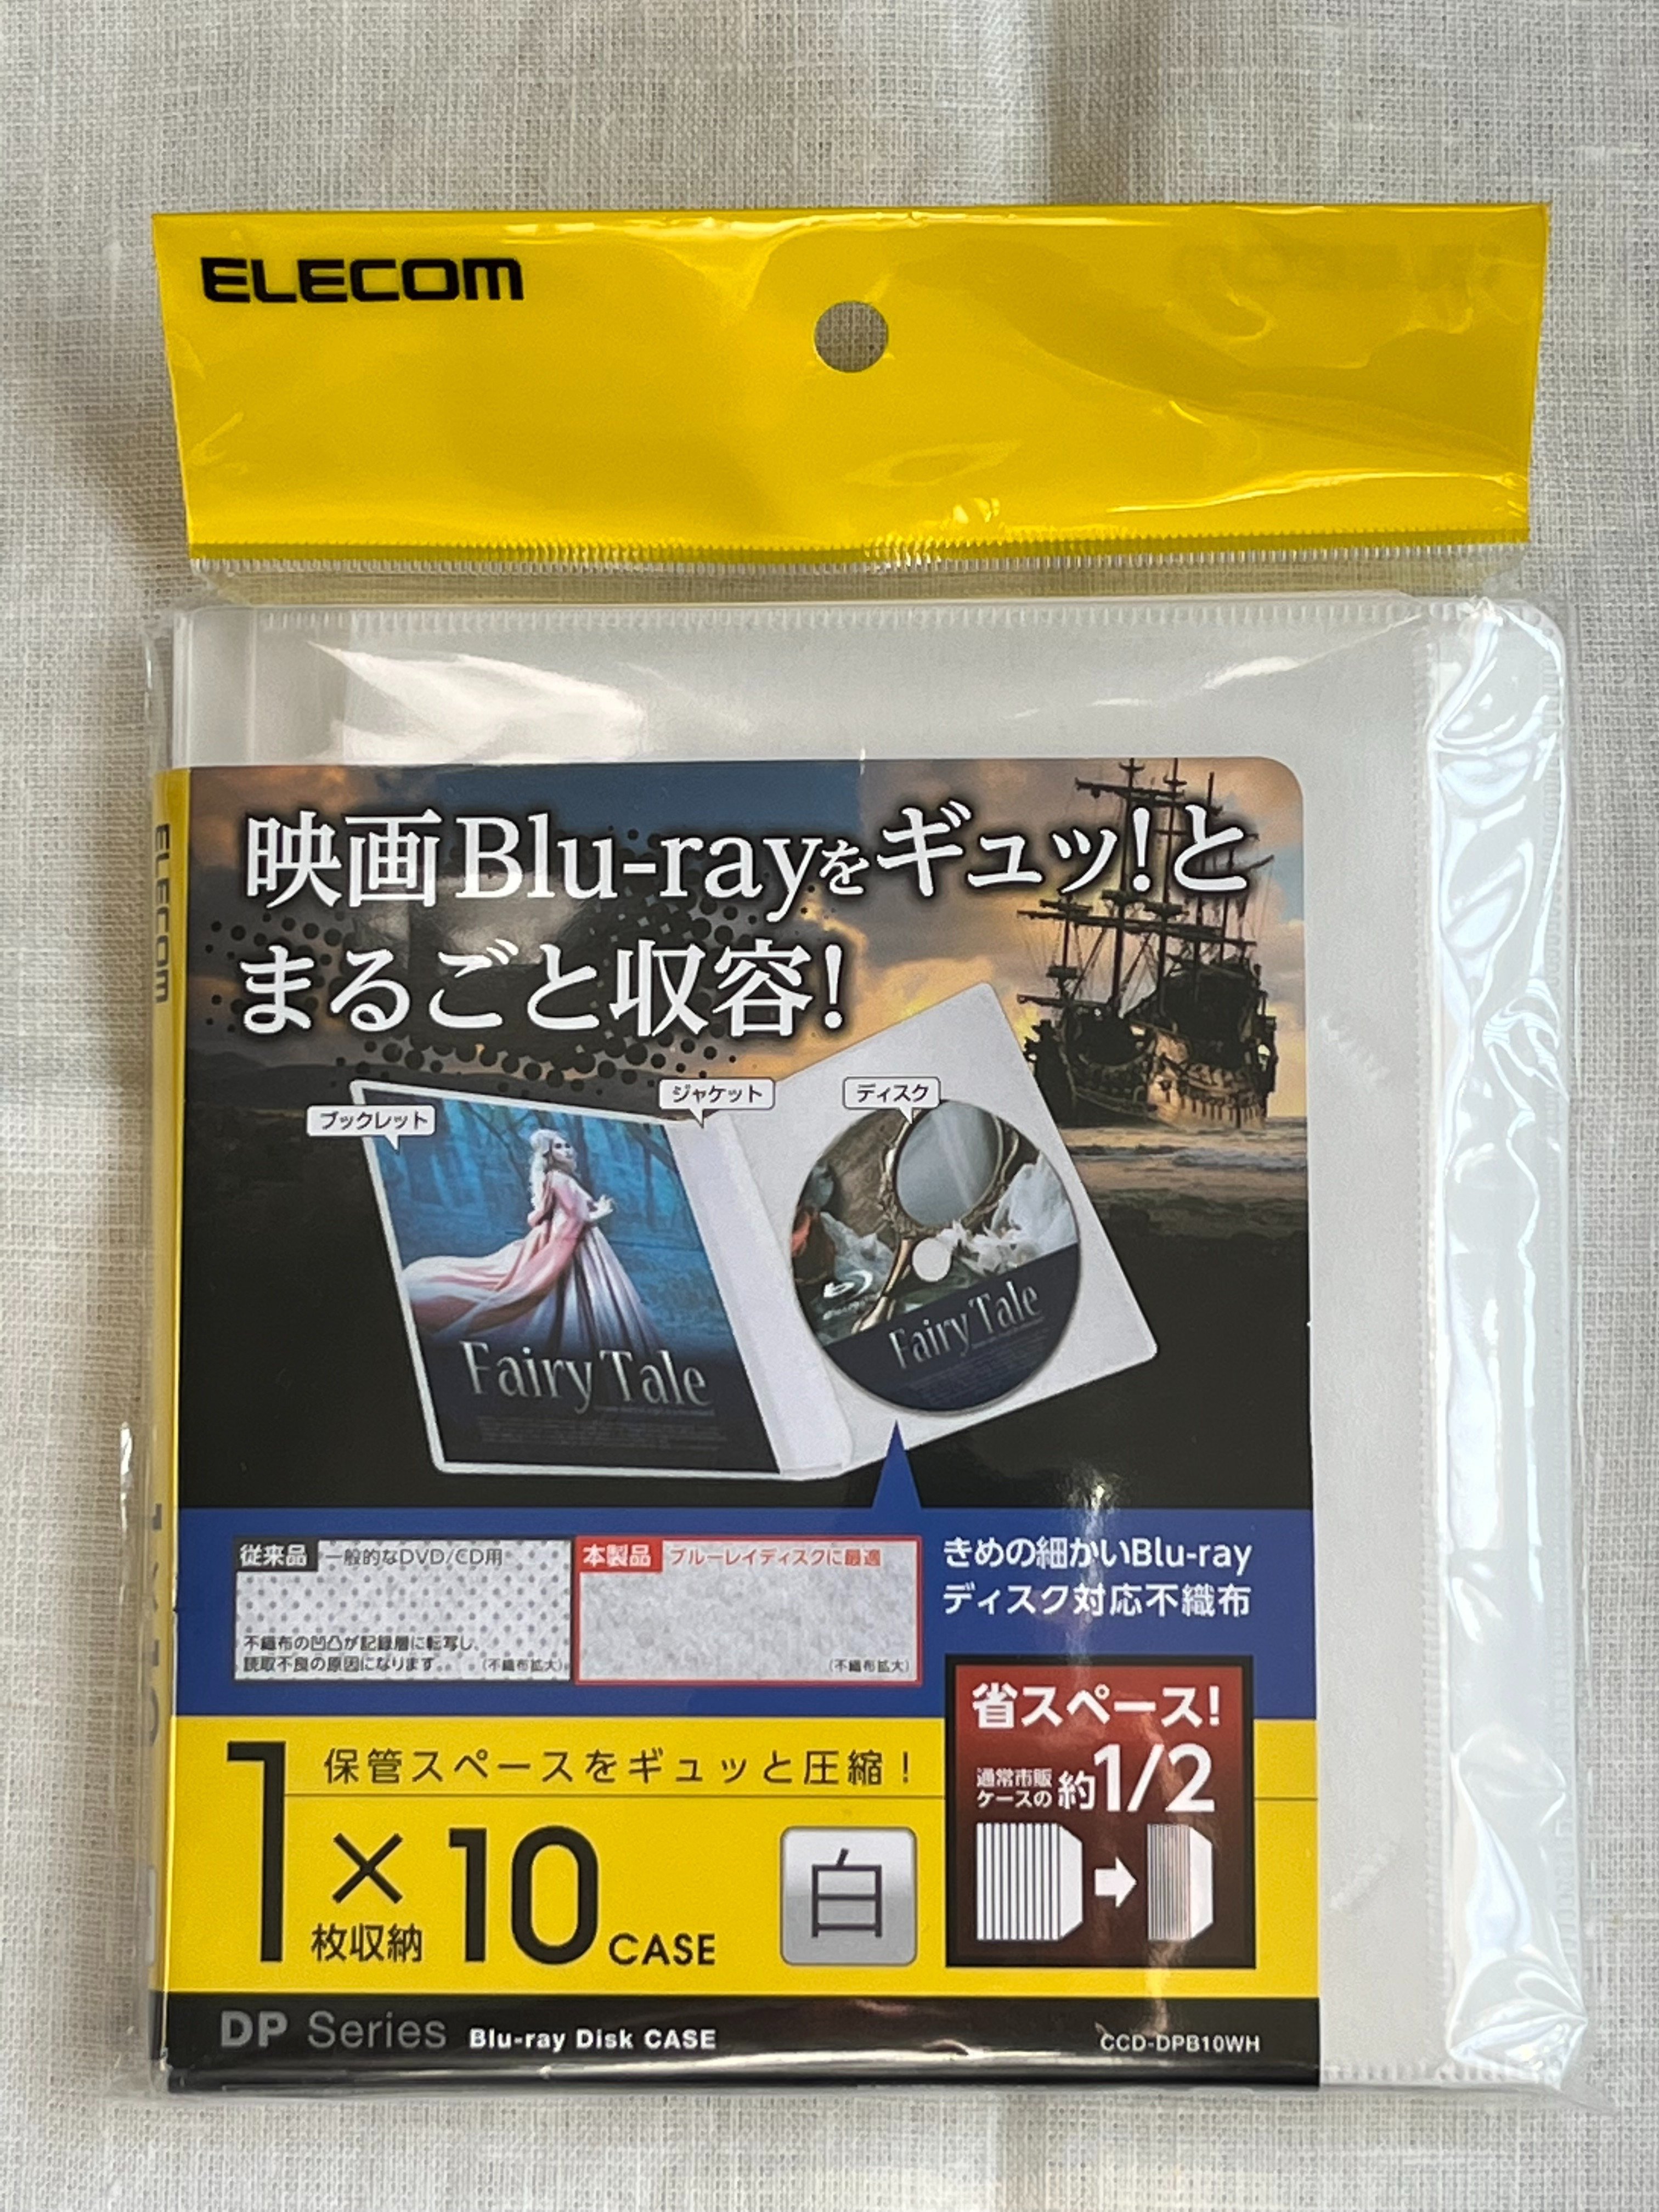 ELECOM
映画Blu-rayをギュッ!と
まるごと収容!
ブックレット
ジャケット
ディスク
Fairy Tale
Fairy Tale
ELECOM
従来品 一般的なDVD/CD用
不織布の凹凸が記録層に転写し、
読取不良の原因になります。
(不織布拡大)
本製品 ブルーレイディスクに最適
(不織布拡大)
きめの細かいBlu-ray
ディスク対応不織布
保管スペースをギュッと圧縮!
1枚収納×10CASE
白
省スペース!
通常市販
ケースの約1/2
DP Series Blu-ray Disk CASE
CCD-DPB10WH